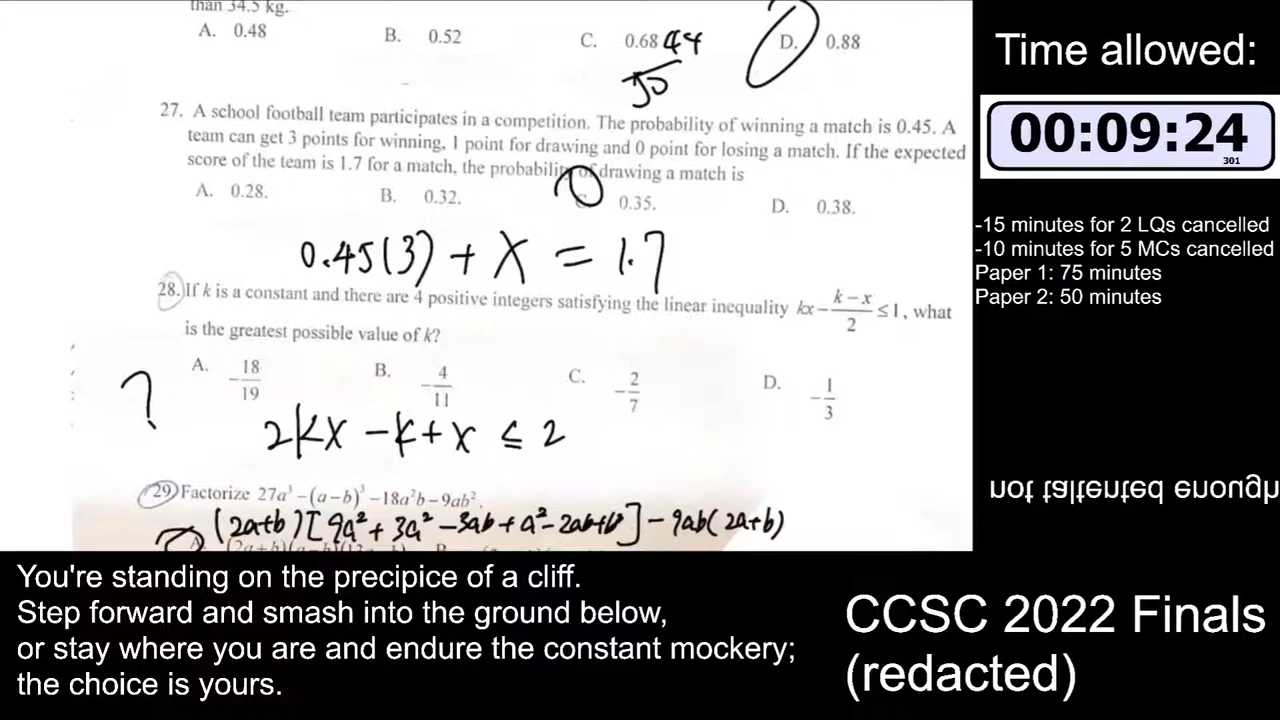 than 34.5 kg.
A. 0.48 B. 0.52 C. 0.68 44 D. 0.88
50
27. A school football team participates in a competition. The probability of winning a match is 0.45. A
team can get 3 points for winning, 1 point for drawing and 0 point for losing a match. If the expected
score of the team is 1.7 for a match, the probability of drawing a match is
A. 0.28. B. 0.32. C. 0.35. D. 0.38.
0.45(3) + x = 1.7
28. If k is a constant and there are 4 positive integers satisfying the linear inequality kx - (k-x)/2 ≤ 1, what
is the greatest possible value of k?
A. -18/19 B. -4/11 C. -2/7 D. -1/3
?
2kx - k + x ≤ 2
29. Factorize 27a³ - (a-b)³ - 18a²b - 9ab².
(2a+b)[9a² + 3a² - 3ab + a² - 2ab + b²] - 9ab(2a+b)
Time allowed:
00:09:24
301
-15 minutes for 2 LQs cancelled
-10 minutes for 5 MCs cancelled
Paper 1: 75 minutes
Paper 2: 50 minutes
not taltented enough
You're standing on the precipice of a cliff.
Step forward and smash into the ground below,
or stay where you are and endure the constant mockery;
the choice is yours.
CCSC 2022 Finals
(redacted)